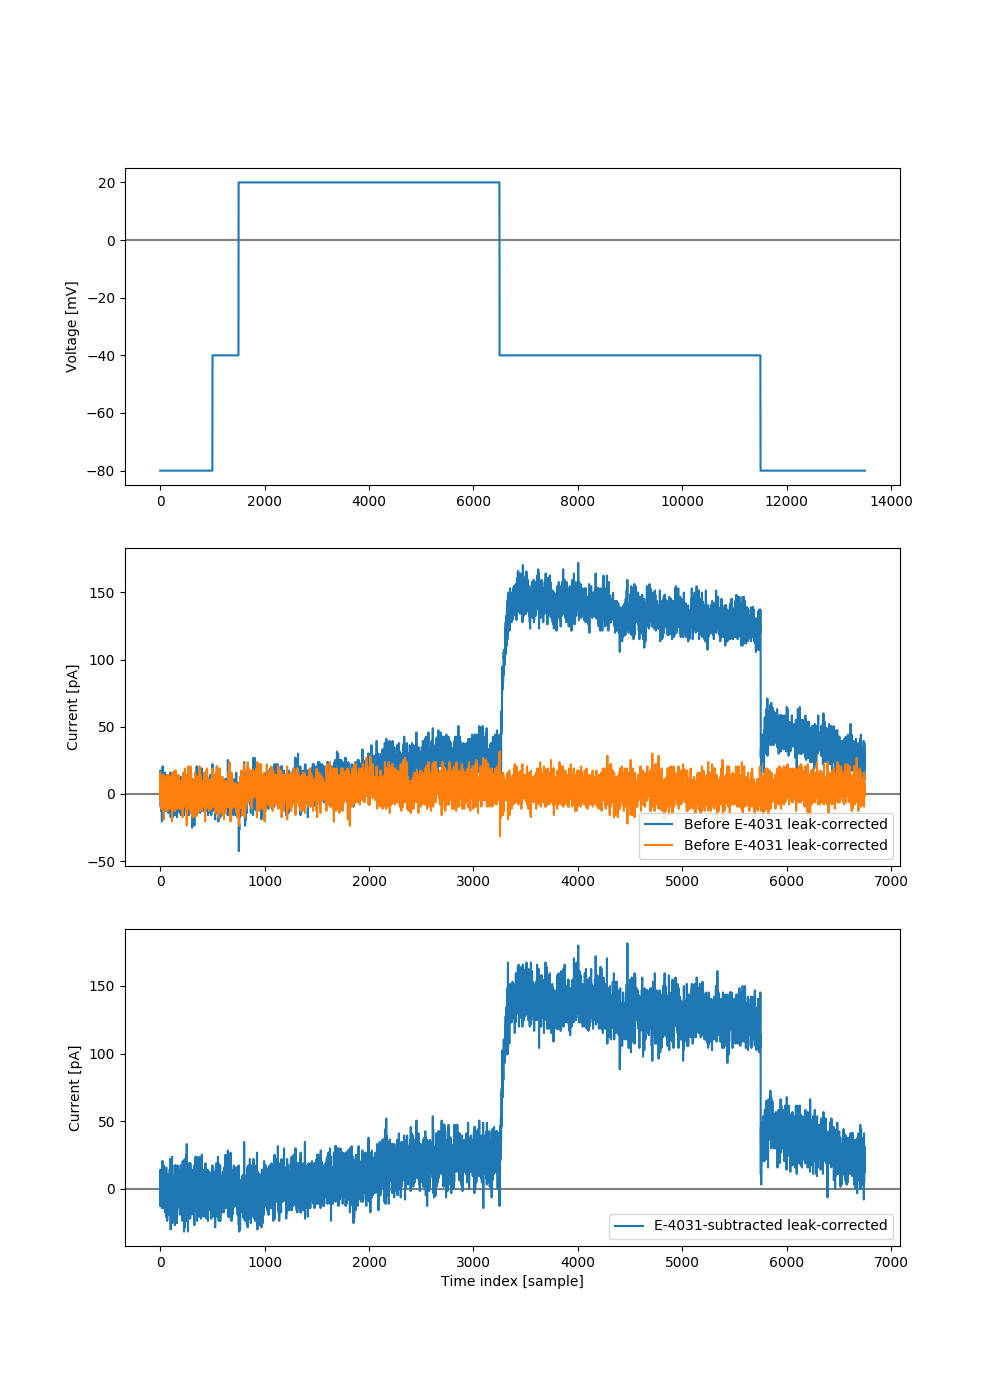 20
0
−20
−40
−60
−80
Voltage [mV]
0 2000 4000 6000 8000 10000 12000 14000
150
100
50
0
−50
Current [pA]
Before E-4031 leak-corrected
Before E-4031 leak-corrected
0 1000 2000 3000 4000 5000 6000 7000
150
100
50
0
Current [pA]
E-4031-subtracted leak-corrected
0 1000 2000 3000 4000 5000 6000 7000
Time index [sample]